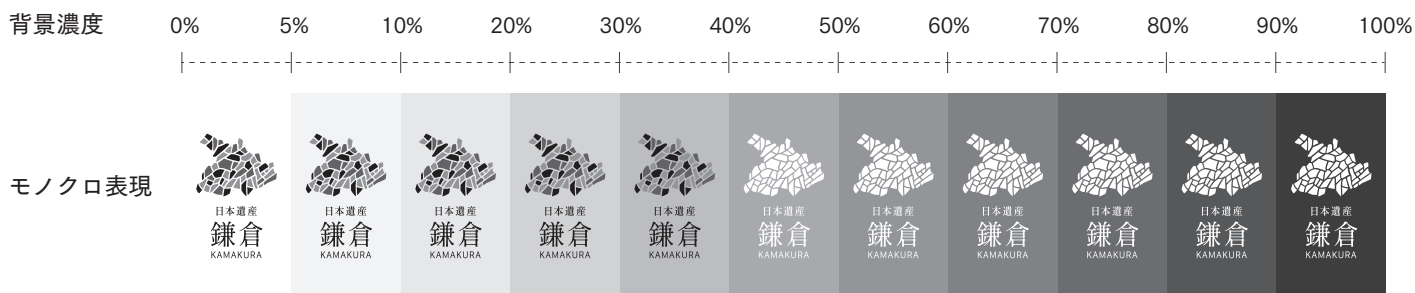 背景濃度 0% 5% 10% 20% 30% 40% 50% 60% 70% 80% 90% 100%
モノクロ表現
日本遺産 日本遺産 日本遺産 日本遺産 日本遺産 日本遺産 日本遺産 日本遺産 日本遺産 日本遺産 日本遺産
鎌倉 鎌倉 鎌倉 鎌倉 鎌倉 鎌倉 鎌倉 鎌倉 鎌倉 鎌倉 鎌倉
KAMAKURA KAMAKURA KAMAKURA KAMAKURA KAMAKURA KAMAKURA KAMAKURA KAMAKURA KAMAKURA KAMAKURA KAMAKURA